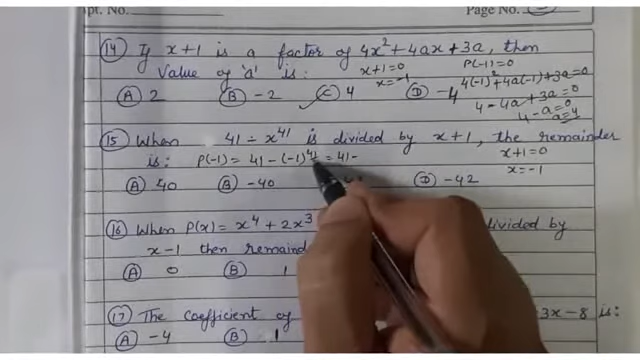 pt. No. Page No.
(14) If x+1 is a factor of 4x² + 4ax + 3a, then
x+1=0 P(-1)=0
Value of 'a' is: x=-1 4(-1)²+4a(-1)+3a=0
(A) 2 (B) -2 (C) 4 (D) -4 4-4a+3a=0
4-a=0
a=4
(15) When 41 - x⁴¹ is divided by x+1, the remainder
is: P(-1) = 41 - (-1)⁴¹ = 41- x+1=0
x=-1
(A) 40 (B) -40 (D) -42
(16) When P(x) = x⁴ + 2x³ divided by
x-1 then remain
(A) 0 (B) 1
(17) The coefficient of 3x-8 is:
(A) -4 (B) 1